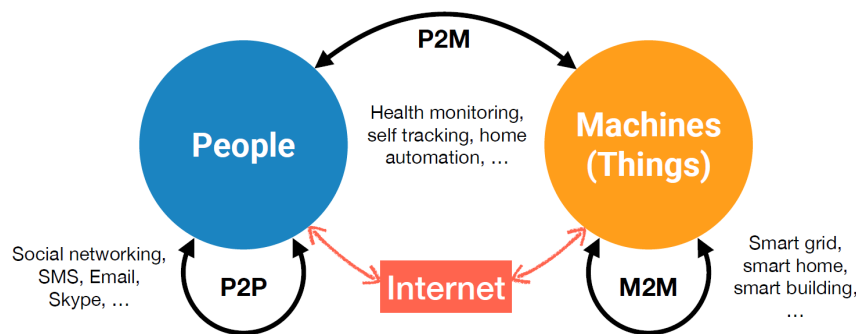 P2M
Health monitoring,
self tracking, home
automation, …
People
Machines
(Things)
Social networking,
SMS, Email,
Skype, …
P2P
Internet
M2M
Smart grid,
smart home,
smart building,
…